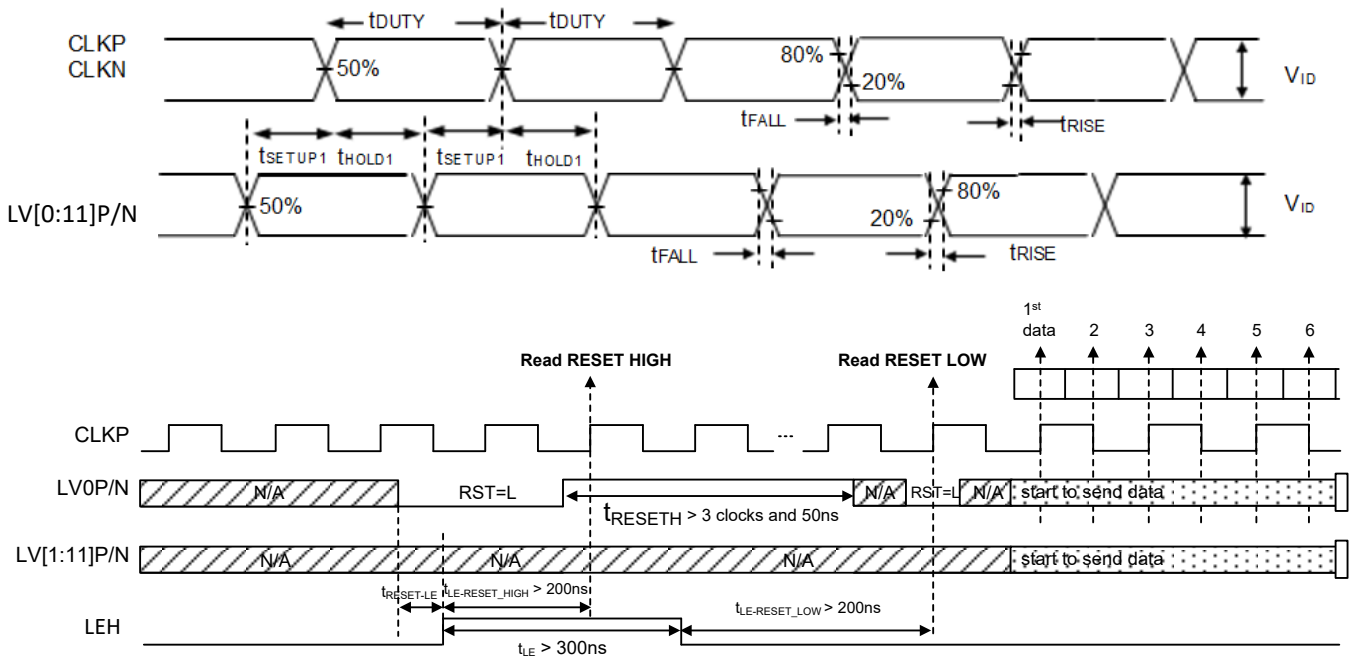 tDUTY tDUTY
CLKP
CLKN
50%
80%
20%
VID
tFALL
tRISE
tSETUP1 tHOLD1 tSETUP1 tHOLD1
LV[0:11]P/N
50%
80%
20%
VID
tFALL
tRISE
1st data 2 3 4 5 6
Read RESET HIGH
Read RESET LOW
CLKP
...
LV0P/N
N/A
RST=L
N/A
RST=L
N/A
start to send data
tRESETH > 3 clocks and 50ns
LV[1:11]P/N
N/A
N/A
N/A
start to send data
tRESET-LE
tLE-RESET_HIGH > 200ns
tLE-RESET_LOW > 200ns
LEH
tLE > 300ns